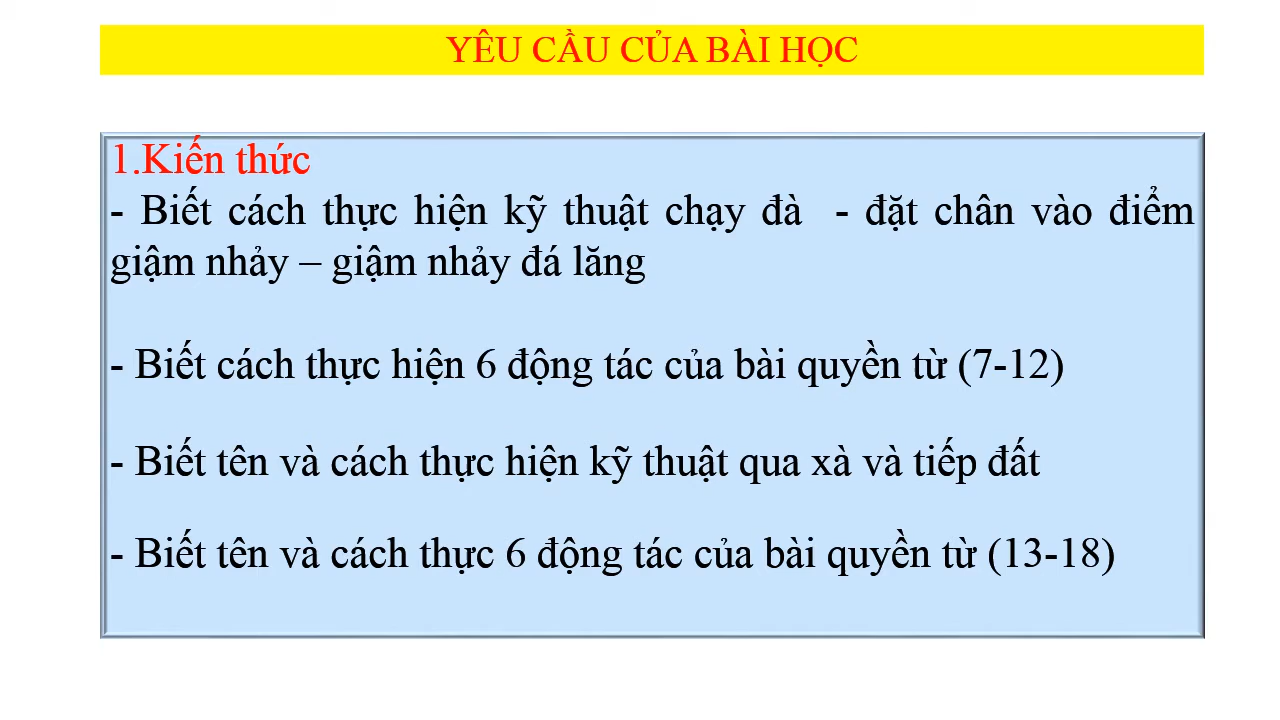 YÊU CẦU CỦA BÀI HỌC
1.Kiến thức
- Biết cách thực hiện kỹ thuật chạy đà - đặt chân vào điểm
giậm nhảy – giậm nhảy đá lăng
- Biết cách thực hiện 6 động tác của bài quyền từ (7-12)
- Biết tên và cách thực hiện kỹ thuật qua xà và tiếp đất
- Biết tên và cách thực 6 động tác của bài quyền từ (13-18)